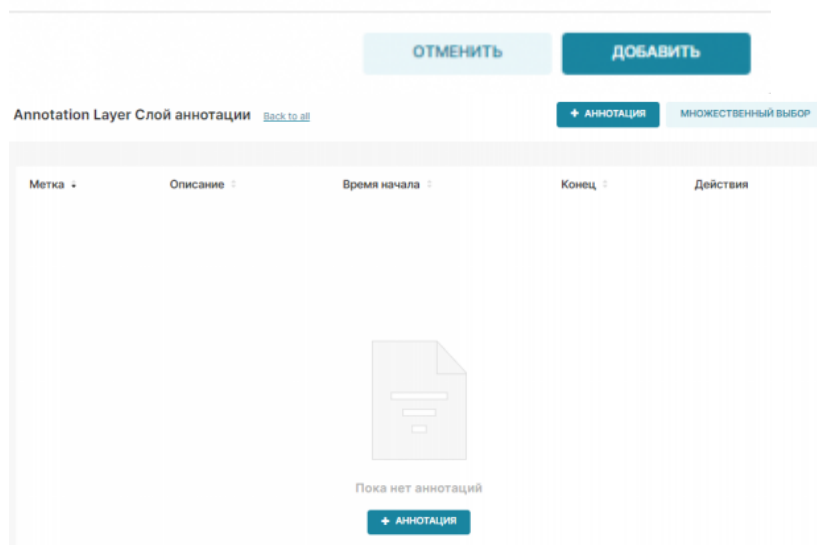 ОТМЕНИТЬ ДОБАВИТЬ
Annotation Layer Слой аннотации Back to all + АННОТАЦИЯ МНОЖЕСТВЕННЫЙ ВЫБОР
Метка Описание Время начала Конец Действия
Пока нет аннотаций
+ АННОТАЦИЯ